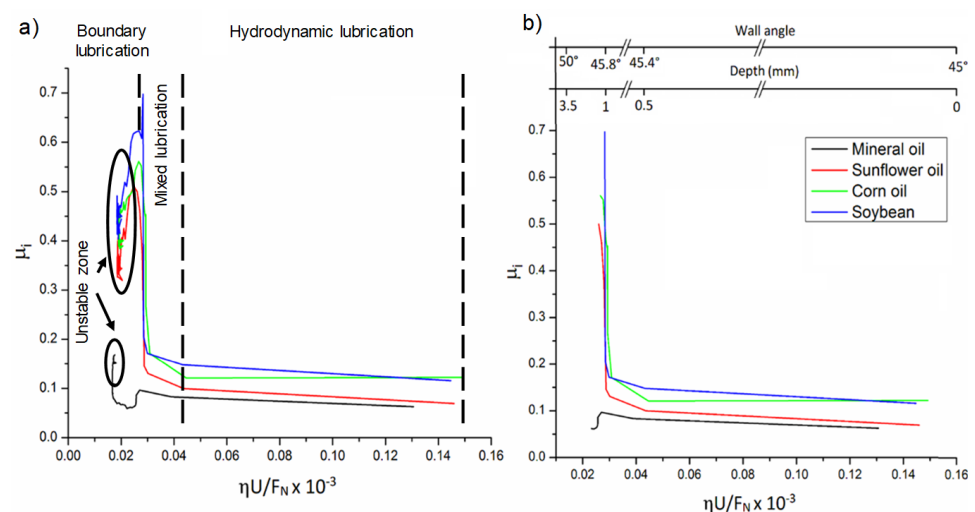 a)
Boundary
lubrication
Hydrodynamic lubrication
Mixed lubrication
Unstable zone
μi
0.7
0.6
0.5
0.4
0.3
0.2
0.1
0.0
0.00 0.02 0.04 0.06 0.08 0.10 0.12 0.14 0.16
ηU/FN x 10-3
b)
Wall angle
50° 45.8° 45.4° 45°
Depth (mm)
3.5 1 0.5 0
Mineral oil
Sunflower oil
Corn oil
Soybean
μi
0.7
0.6
0.5
0.4
0.3
0.2
0.1
0.0
0.02 0.04 0.06 0.08 0.10 0.12 0.14 0.16
ηU/FN x 10-3